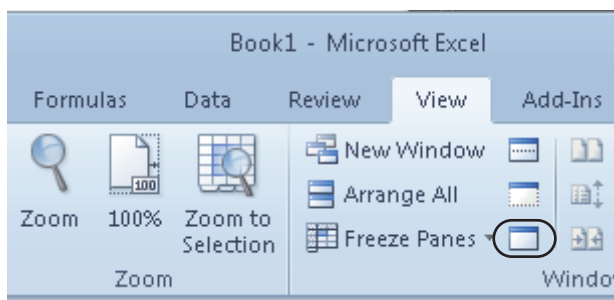 Book1 - Microsoft Excel
Formulas Data Review View Add-Ins
New Window
Arrange All
Freeze Panes
100
Zoom 100% Zoom to Selection
Zoom